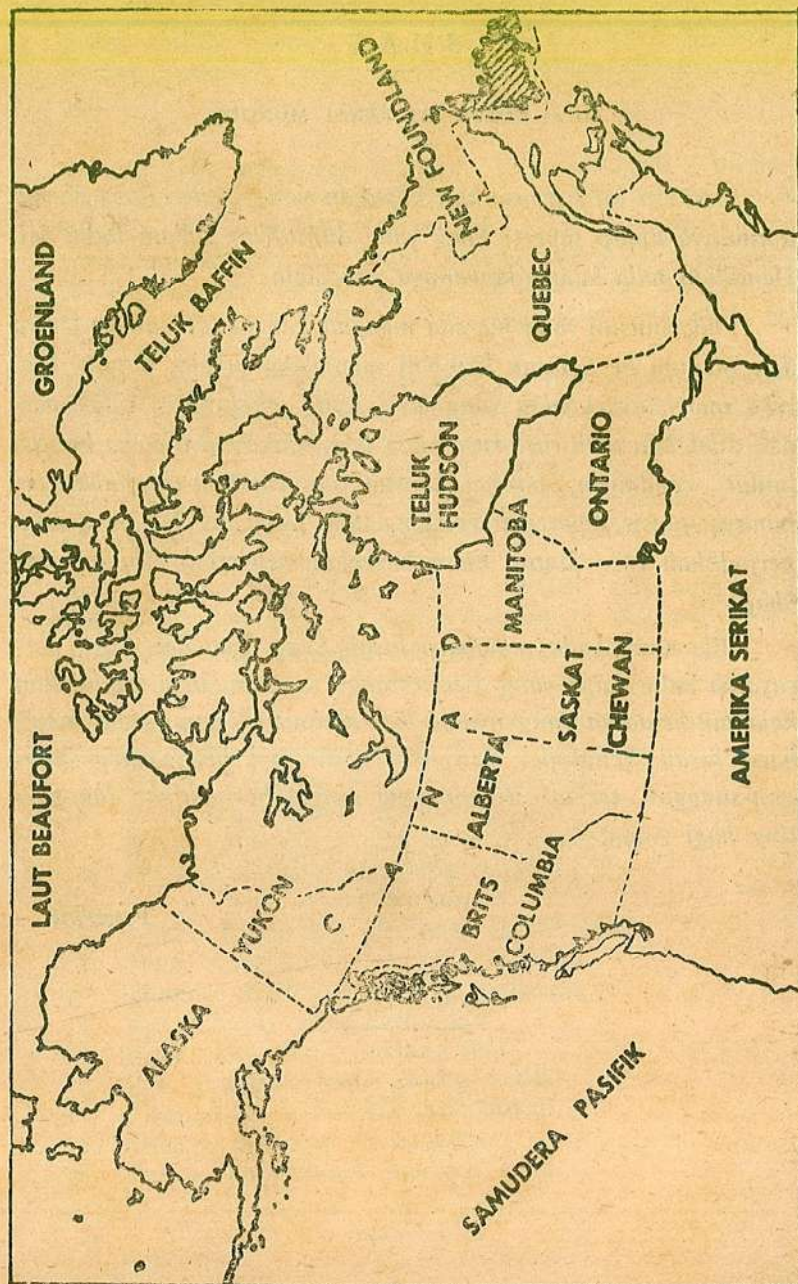 LAUT BEAUFORT
GROENLAND
TELUK BAFFIN
ALASKA
YUKON
NEW FOUNDLAND
C A N A D A
TELUK
HUDSON
QUEBEC
BRITS
COLUMBIA
ALBERTA
SASKAT
CHEWAN
MANITOBA
ONTARIO
SAMUDERA PASIFIK
AMERIKA SERIKAT